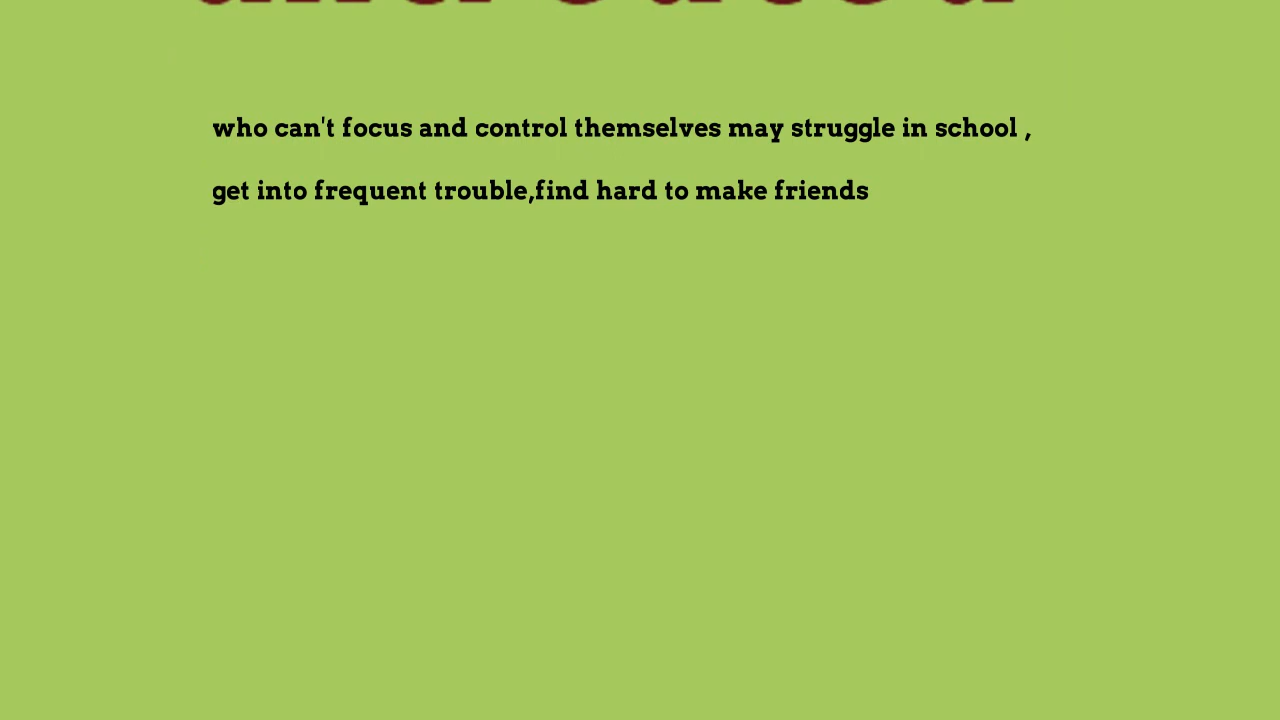 who can't focus and control themselves may struggle in school ,
get into frequent trouble,find hard to make friends